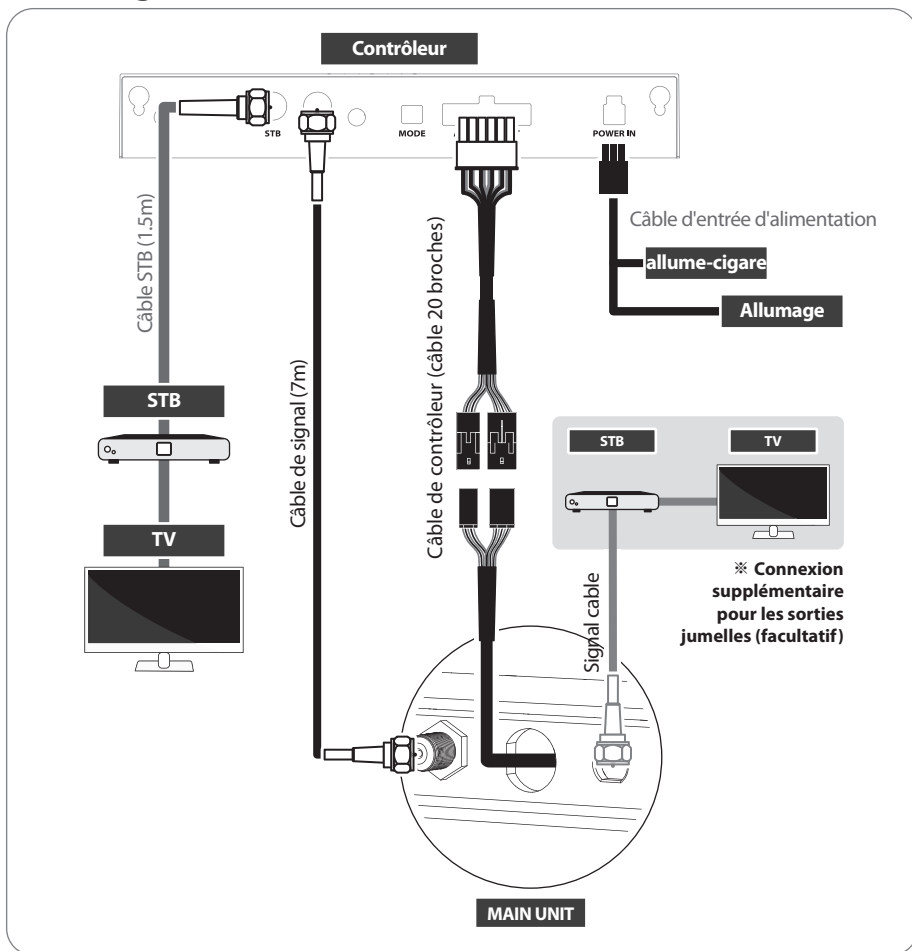 Contrôleur
STB
MODE
POWER IN
Câble d'entrée d'alimentation
allume-cigare
Allumage
Câble STB (1.5m)
Câble de signal (7m)
Câble de contrôleur (câble 20 broches)
STB
TV
STB
TV
※ Connexion
supplémentaire
pour les sorties
jumelles (facultatif)
Signal cable
MAIN UNIT